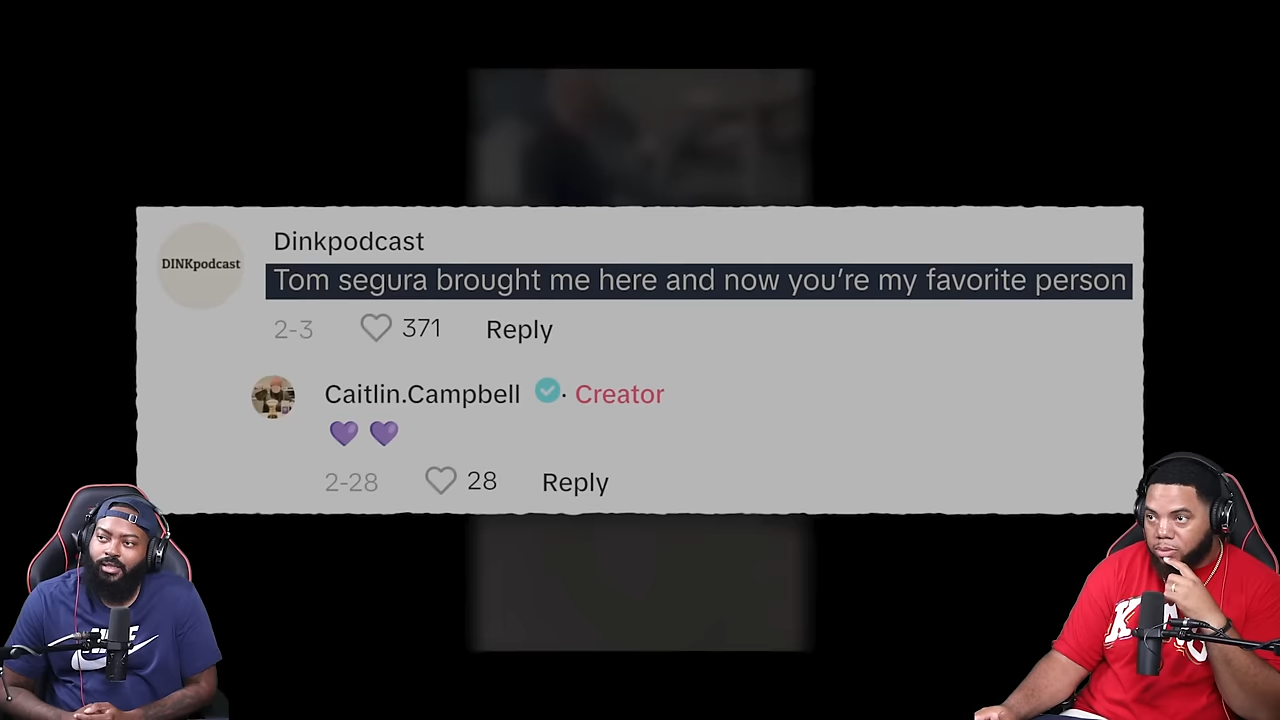 Dinkpodcast
DINKpodcast
Tom segura brought me here and now you're my favorite person
2-3 371 Reply
Caitlin.Campbell · Creator
2-28 28 Reply